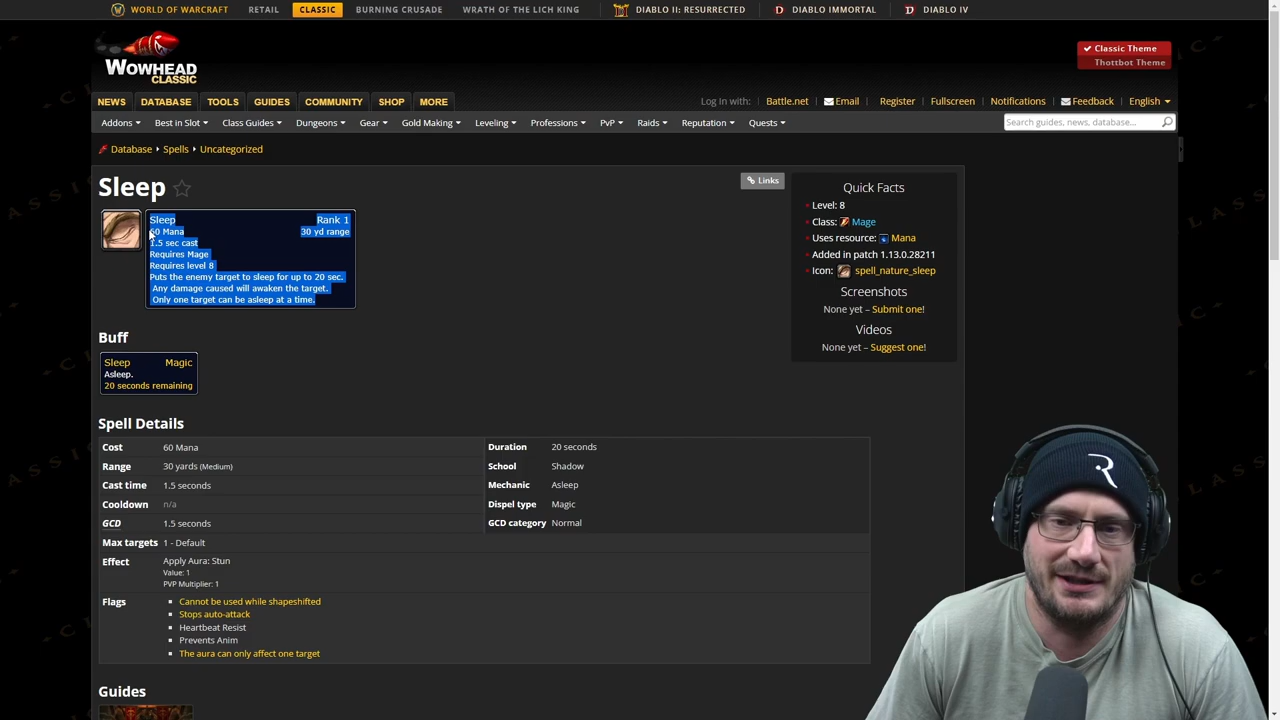 WORLD OF WARCRAFT RETAIL CLASSIC BURNING CRUSADE WRATH OF THE LICH KING DIABLO II: RESURRECTED DIABLO IMMORTAL DIABLO IV
WOWHEAD
CLASSIC
Classic Theme
Thottbot Theme
NEWS DATABASE TOOLS GUIDES COMMUNITY SHOP MORE
Log in with: Battle.net Email Register Fullscreen Notifications Feedback English
Addons Best in Slot Class Guides Dungeons Gear Gold Making Leveling Professions PvP Raids Reputation Quests
Search guides, news, database...
Database Spells Uncategorized
Sleep
Links
Sleep Rank 1
60 Mana 30 yd range
1.5 sec cast
Requires Mage
Requires level 8
Puts the enemy target to sleep for up to 20 sec.
Any damage caused will awaken the target.
Only one target can be asleep at a time.
Quick Facts
Level: 8
Class: Mage
Uses resource: Mana
Added in patch 1.13.0.28211
Icon: spell_nature_sleep
Screenshots
None yet – Submit one!
Videos
None yet – Suggest one!
Buff
Sleep Magic
Asleep.
20 seconds remaining
Spell Details
Cost 60 Mana
Range 30 yards (Medium)
Cast time 1.5 seconds
Cooldown n/a
GCD 1.5 seconds
Duration 20 seconds
School Shadow
Mechanic Asleep
Dispel type Magic
GCD category Normal
Max targets 1 - Default
Effect Apply Aura: Stun
Value: 1
PVP Multiplier: 1
Flags Cannot be used while shapeshifted
Stops auto-attack
Heartbeat Resist
Prevents Anim
The aura can only affect one target
Guides